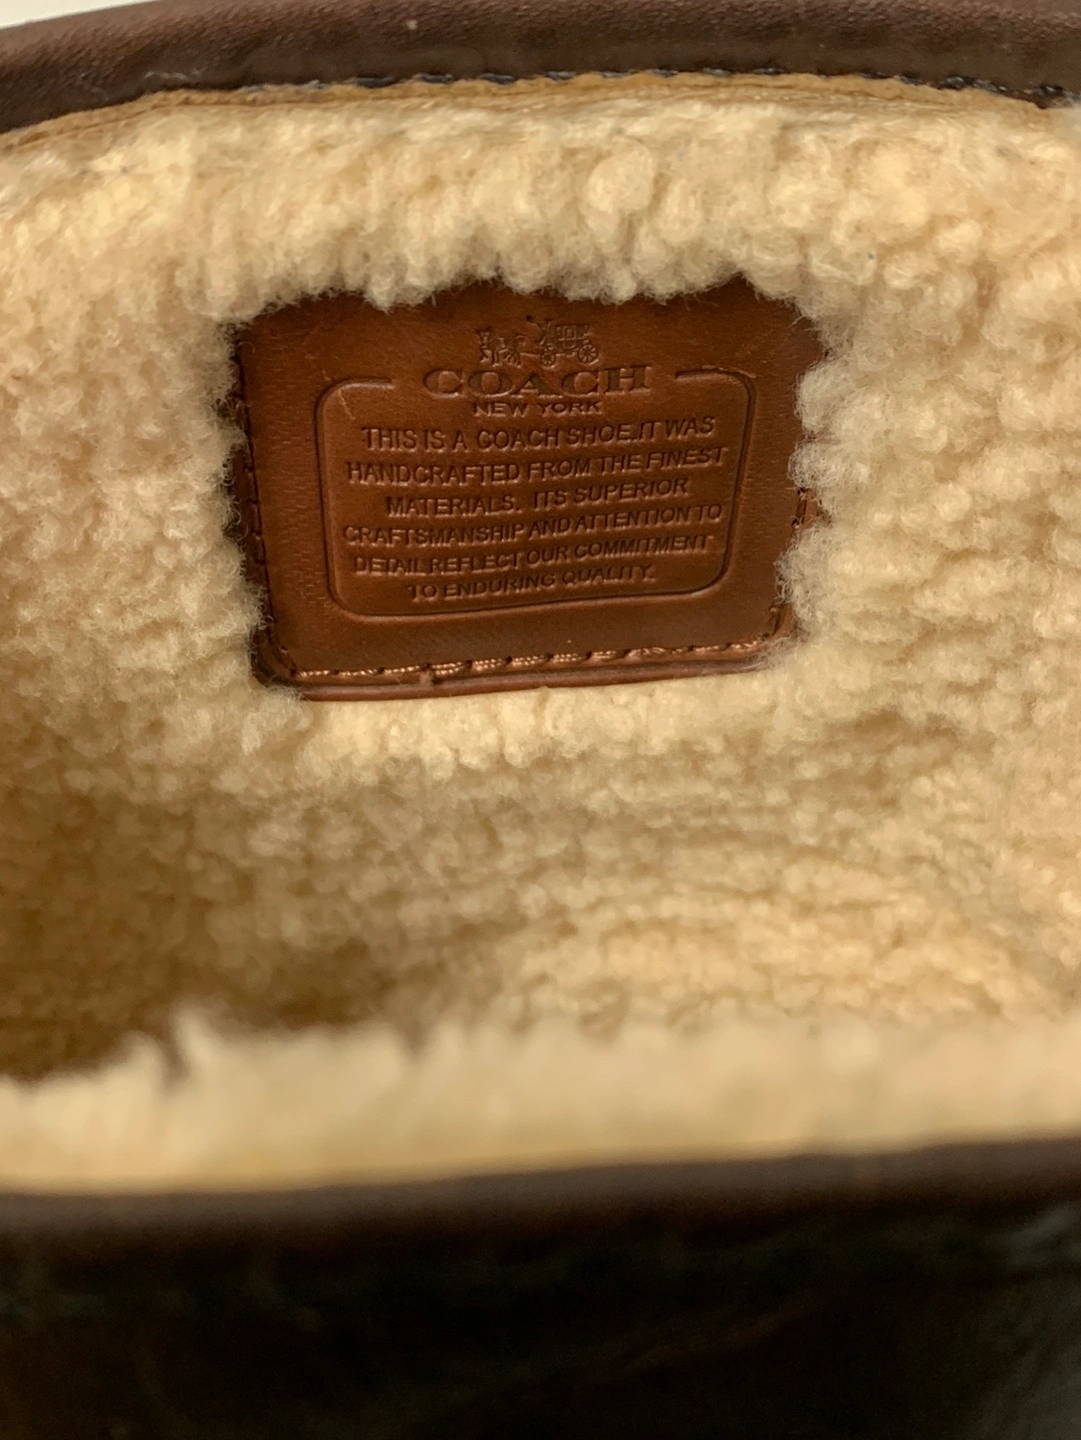 COACH
NEW YORK
THIS IS A COACH SHOE.IT WAS
HANDCRAFTED FROM THE FINEST
MATERIALS. ITS SUPERIOR
CRAFTSMANSHIP AND ATTENTION TO
DETAIL REFLECT OUR COMMITMENT
TO ENDURING QUALITY.